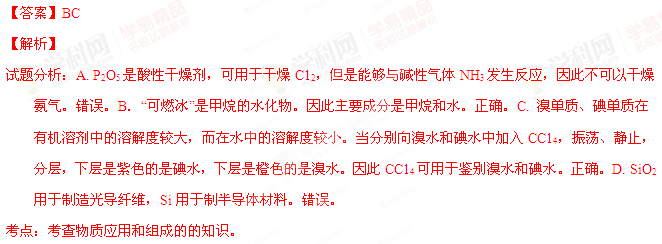 【答案】BC
【解析】
试题分析：A. P₂O₅是酸性干燥剂，可用于干燥 C1₂，但是能够与碱性气体 NH₃发生反应，因此不可以干燥
氨气。错误。B．“可燃冰”是甲烷的水化物。因此主要成分是甲烷和水。正确。C. 溴单质、碘单质在
有机溶剂中的溶解度较大，而在水中的溶解度较小。当分别向溴水和碘水中加入 CC1₄，振荡、静止，
分层，下层是紫色的是碘水，下层是橙色的是溴水。因此 CC1₄可用于鉴别溴水和碘水。正确。D. SiO₂
用于制造光导纤维，Si 用于制半导体材料。错误。
考点：考查物质应用和组成的的知识。